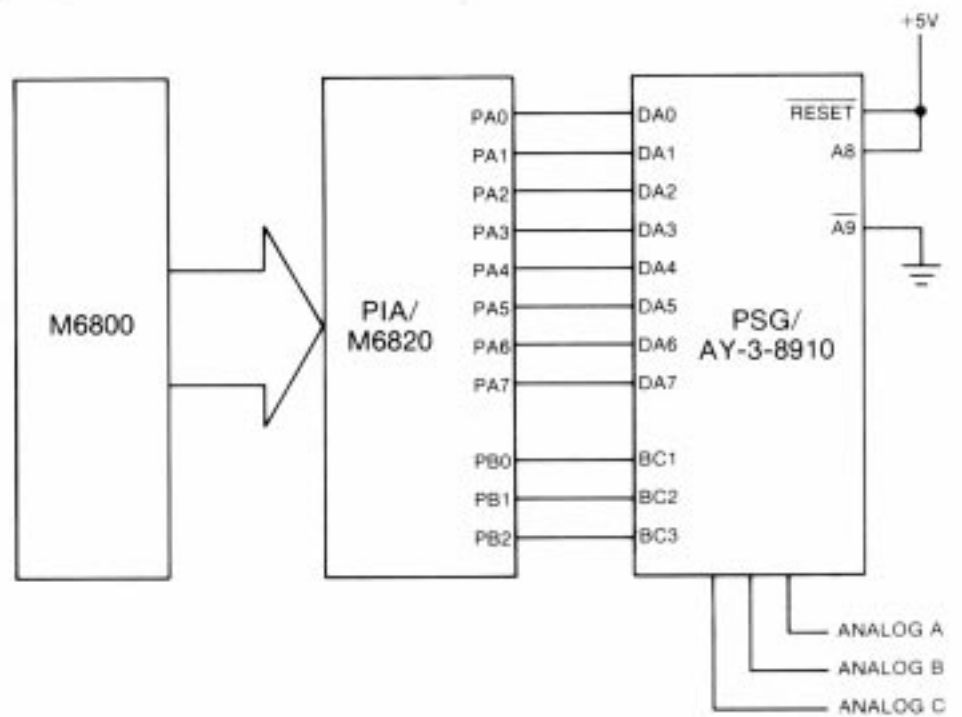 +5V
M6800
PIA/
M6820
PA0
PA1
PA2
PA3
PA4
PA5
PA6
PA7
PB0
PB1
PB2
DA0
DA1
DA2
DA3
DA4
DA5
DA6
DA7
BC1
BC2
BC3
PSG/
AY-3-8910
RESET
A8
A9
ANALOG A
ANALOG B
ANALOG C